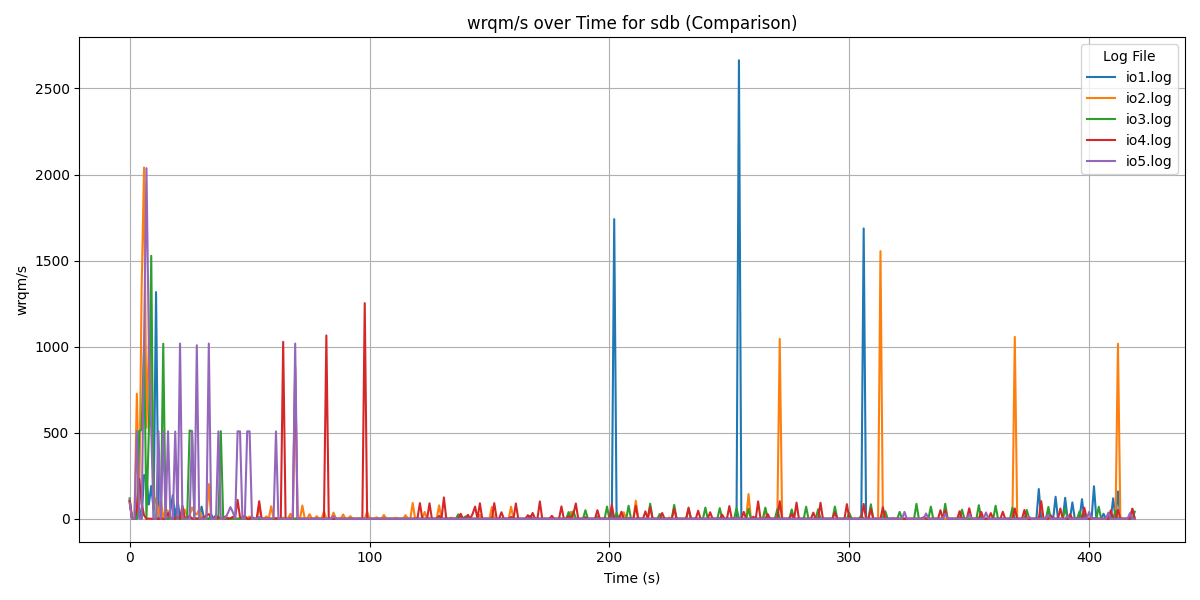 wrqm/s over Time for sdb (Comparison)
Log File
io1.log
io2.log
io3.log
io4.log
io5.log
wrqm/s
2500
2000
1500
1000
500
0
0 100 200 300 400
Time (s)